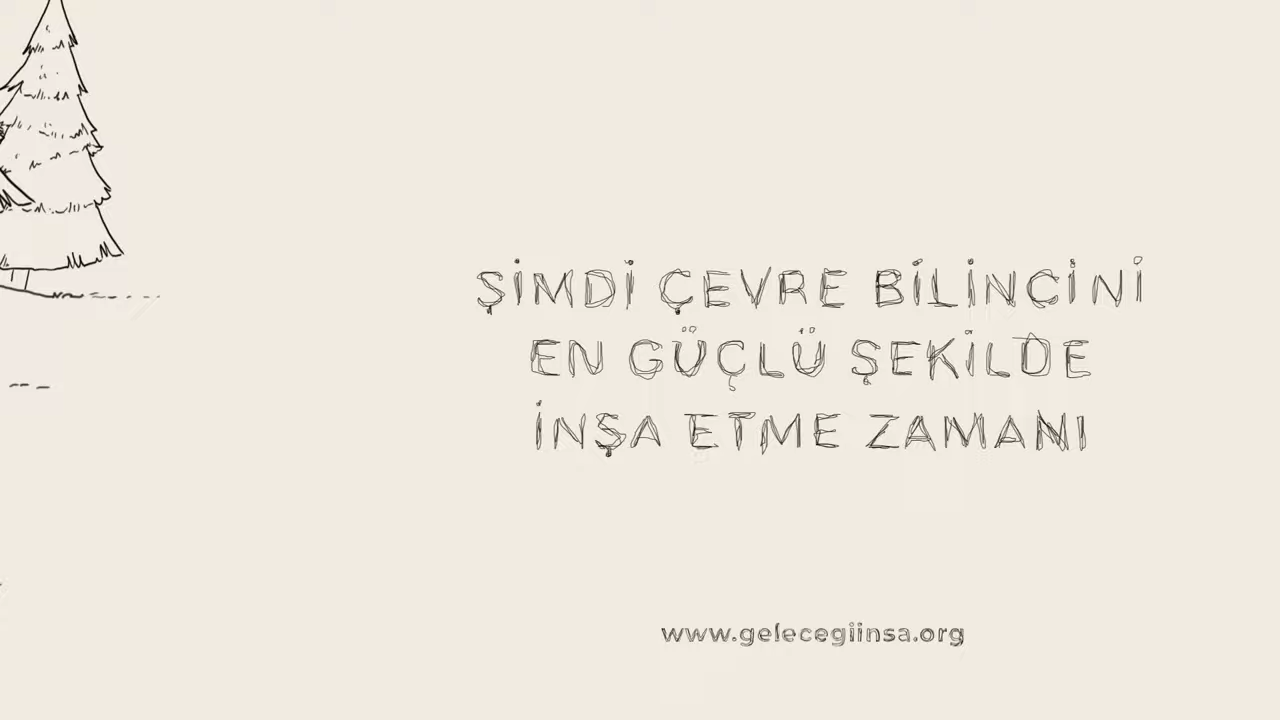 ŞİMDİ ÇEVRE BİLİNCİNİ
EN GÜÇLÜ ŞEKİLDE
İNŞA ETME ZAMANI
www.gelecegiinsa.org